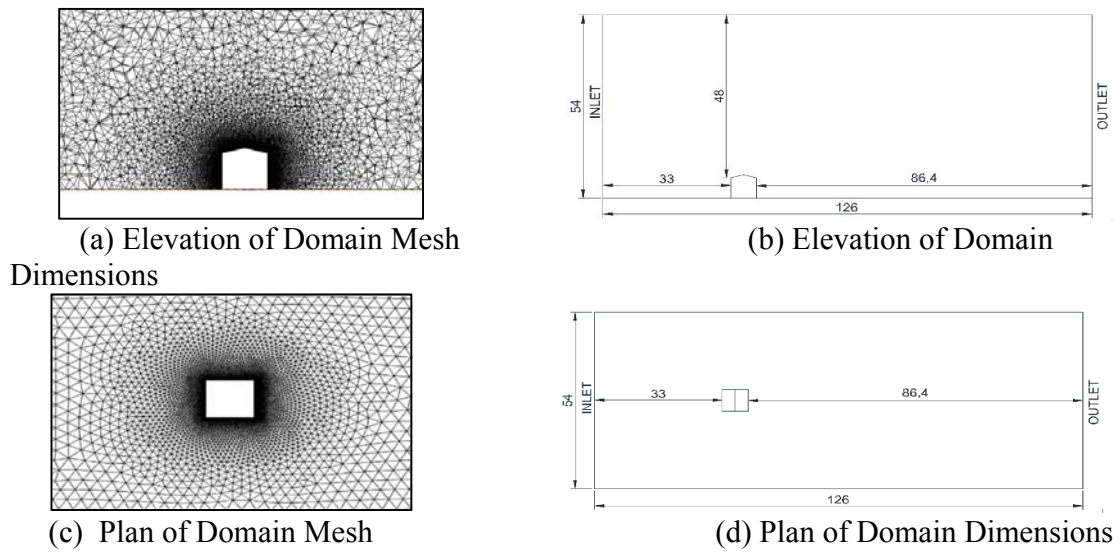 54
INLET
48
33
86,4
126
OUTLET
(a) Elevation of Domain Mesh (b) Elevation of Domain
Dimensions
54
INLET
33
86,4
126
OUTLET
(c) Plan of Domain Mesh (d) Plan of Domain Dimensions